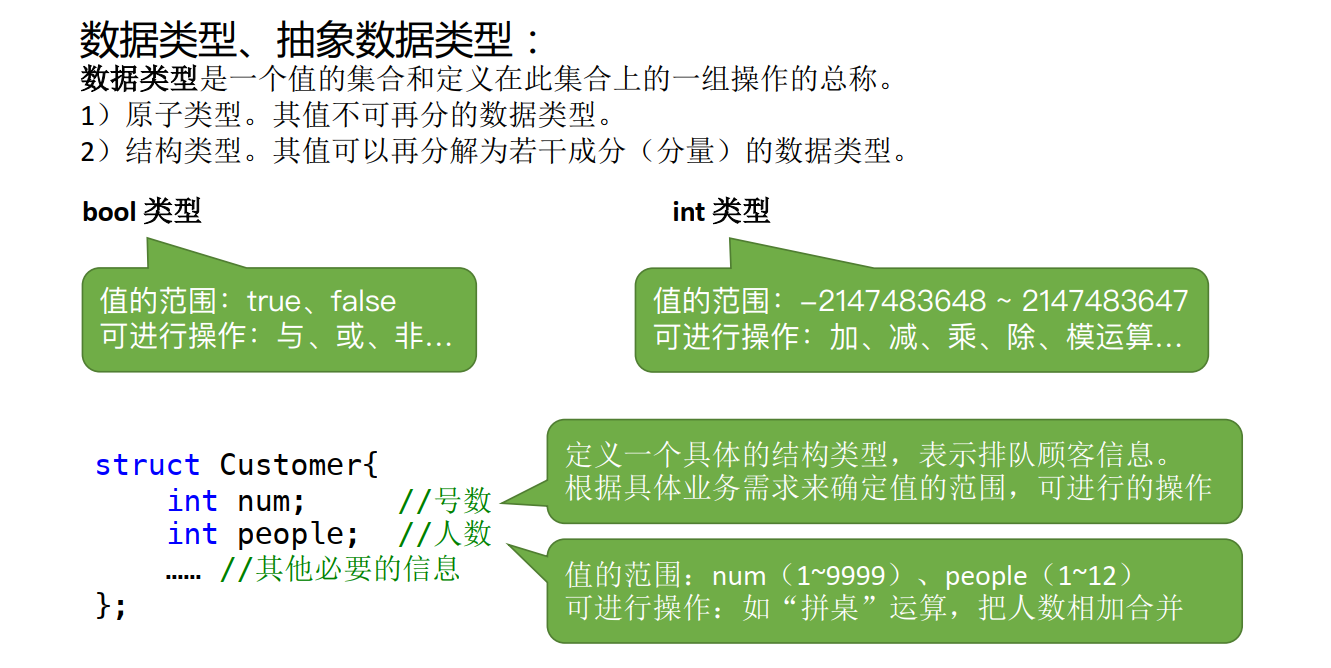 数据类型、抽象数据类型：
数据类型是一个值的集合和定义在此集合上的一组操作的总称。
1）原子类型。其值不可再分的数据类型。
2）结构类型。其值可以再分解为若干成分（分量）的数据类型。
bool 类型
int 类型
值的范围：true、false
可进行操作：与、或、非…
值的范围：-2147483648 ~ 2147483647
可进行操作：加、减、乘、除、模运算…
struct Customer{
int num; //号数
int people; //人数
…… //其他必要的信息
};
定义一个具体的结构类型，表示排队顾客信息。
根据具体业务需求来确定值的范围，可进行的操作
值的范围：num（1~9999）、people（1~12）
可进行操作：如“拼桌”运算，把人数相加合并